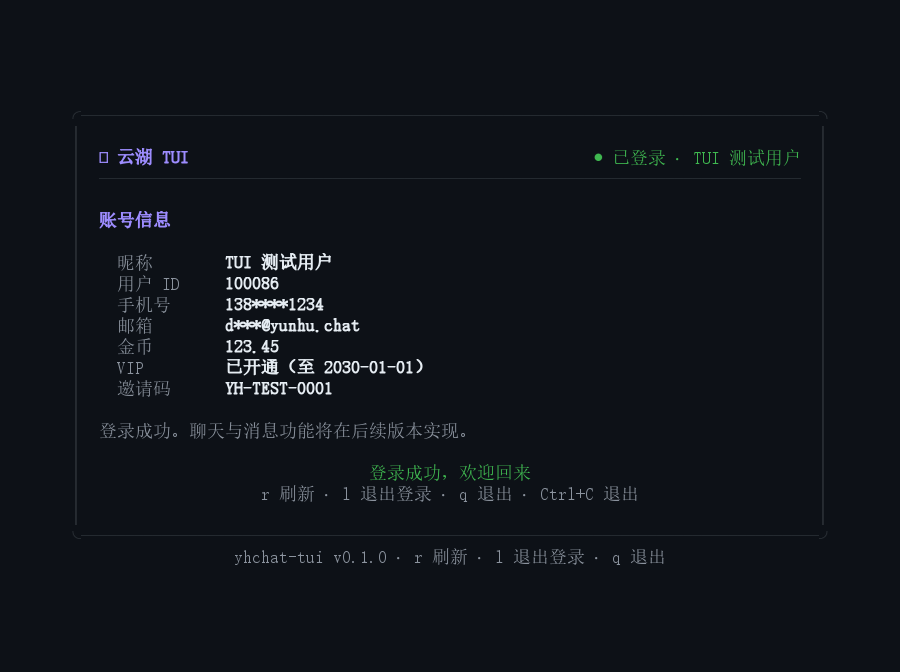 云湖 TUI
● 已登录 · TUI 测试用户
账号信息
昵称 TUI 测试用户
用户 ID 100086
手机号 138****1234
邮箱 d***@yunhu.chat
金币 123.45
VIP 已开通（至 2030-01-01）
邀请码 YH-TEST-0001
登录成功。聊天与消息功能将在后续版本实现。
登录成功，欢迎回来
r 刷新 · l 退出登录 · q 退出 · Ctrl+C 退出
yhchat-tui v0.1.0 · r 刷新 · l 退出登录 · q 退出